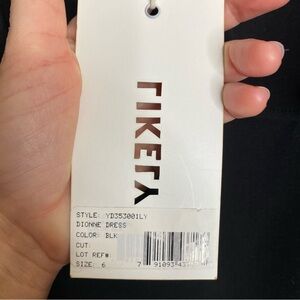 LIKELY
STYLE: YD353001LY
DIONNE DRESS
COLOR: BLK
CUT:
LOT REF#:
SIZE: 6